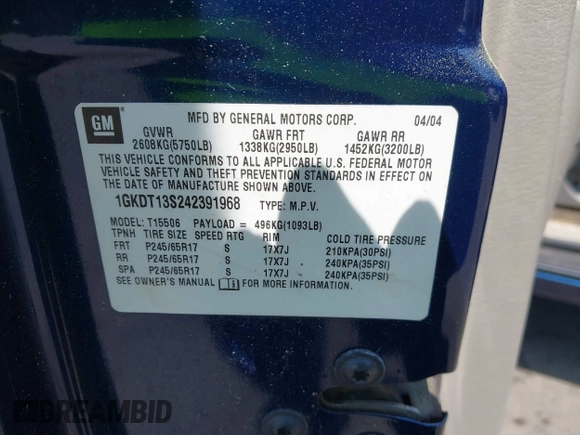 GM
MFD BY GENERAL MOTORS CORP. 04/04
GVWR GAWR FRT GAWR RR
2608KG(5750LB) 1338KG(2950LB) 1452KG(3200LB)
THIS VEHICLE CONFORMS TO ALL APPLICABLE U.S. FEDERAL MOTOR
VEHICLE SAFETY AND THEFT PREVENTION STANDARDS IN EFFECT ON THE
DATE OF MANUFACTURE SHOWN ABOVE.
1GKDT13S242391968 TYPE: M.P.V.
MODEL: T15506 PAYLOAD = 496KG(1093LB)
TPNH TIRE SIZE SPEED RTG RIM COLD TIRE PRESSURE
FRT P245/65R17 S 17X7J 210KPA(30PSI)
RR P245/65R17 S 17X7J 240KPA(35PSI)
SPA P245/65R17 S 17X7J 240KPA(35PSI)
SEE OWNER'S MANUAL FOR MORE INFORMATION.
DREAMBID